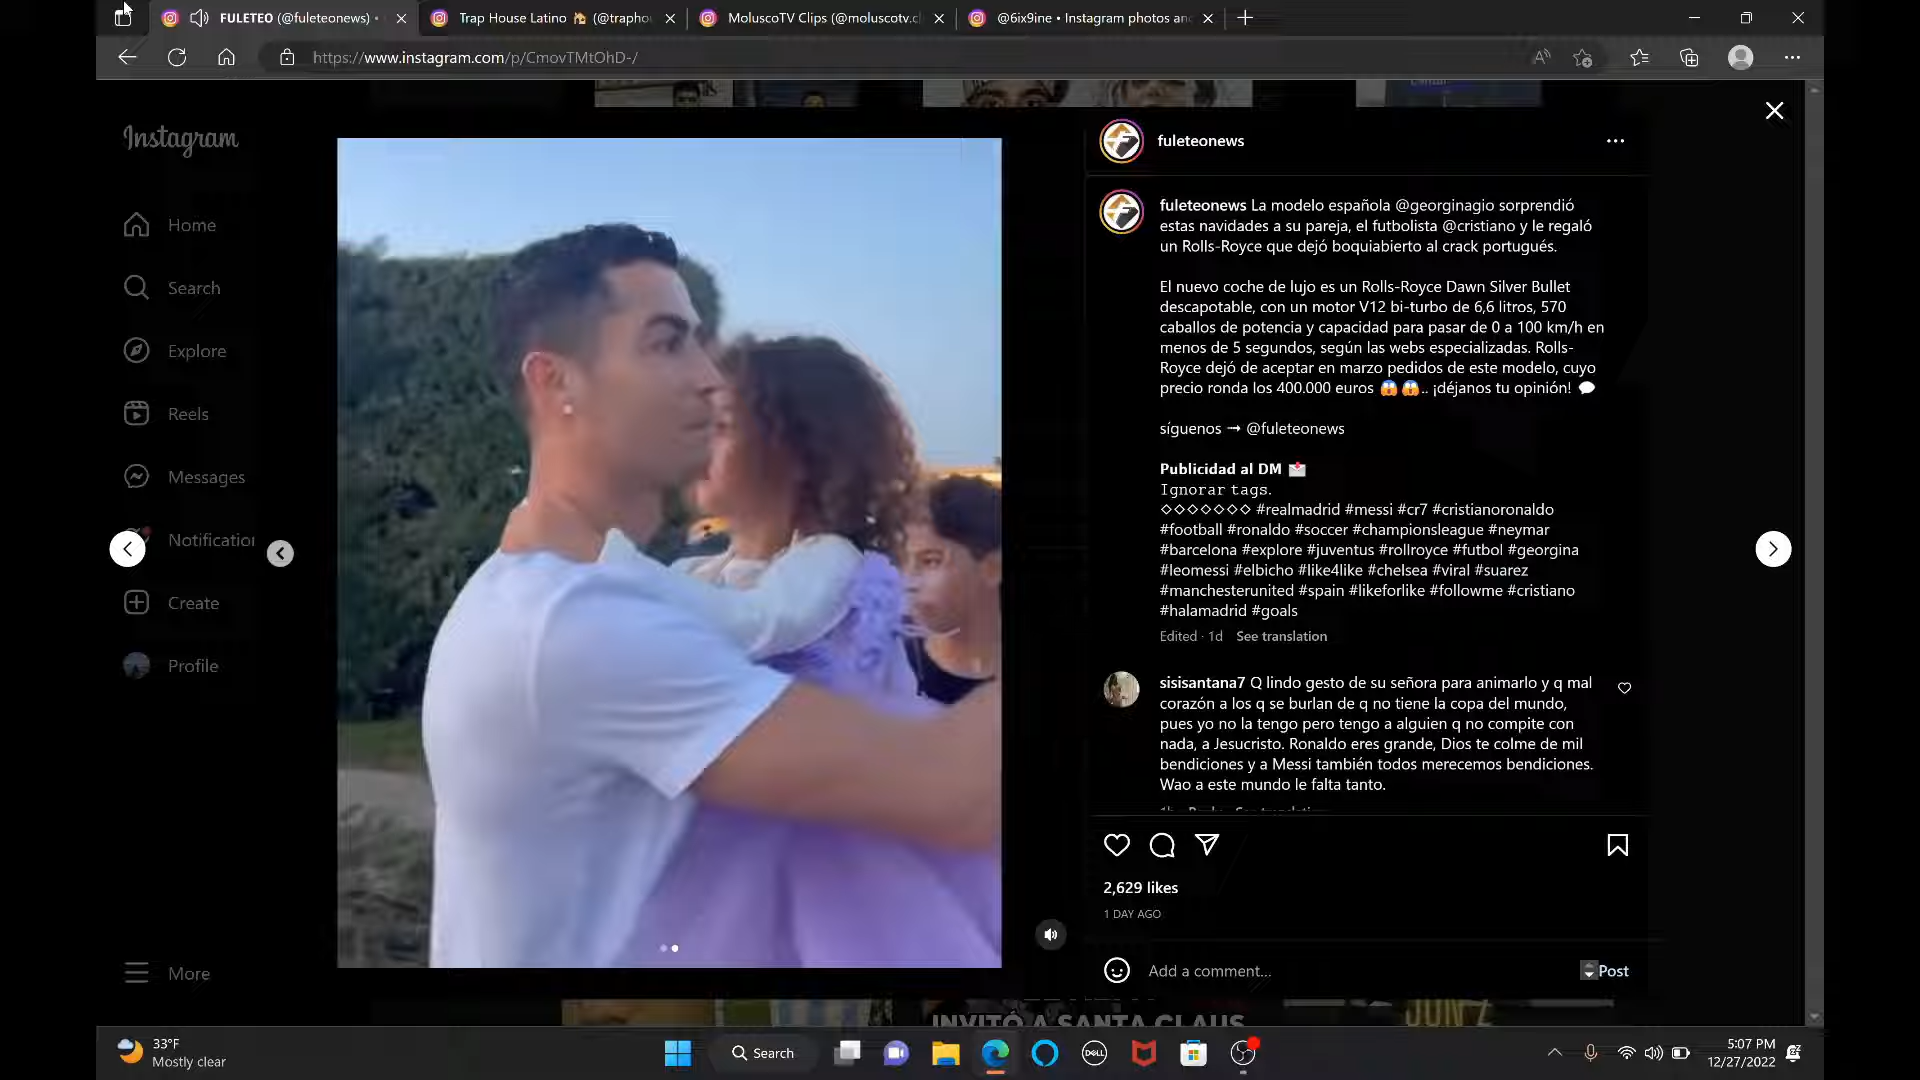 FULETEO (@fuleteonews) •
Trap House Latino 🏠 (@trapho
MoluscoTV Clips (@moluscotv.c
@6ix9ine • Instagram photos an
https://www.instagram.com/p/CmovTMtOhD-/
Instagram
Home
Search
Explore
Reels
Messages
Notification
Create
Profile
More
fuleteonews
fuleteonews La modelo española @georginagio sorprendió
estas navidades a su pareja, el futbolista @cristiano y le regaló
un Rolls-Royce que dejó boquiabierto al crack portugués.
El nuevo coche de lujo es un Rolls-Royce Dawn Silver Bullet
descapotable, con un motor V12 bi-turbo de 6,6 litros, 570
caballos de potencia y capacidad para pasar de 0 a 100 km/h en
menos de 5 segundos, según las webs especializadas. Rolls-
Royce dejó de aceptar en marzo pedidos de este modelo, cuyo
precio ronda los 400.000 euros 😱😱.. ¡déjanos tu opinión! 💬
síguenos ➞ @fuleteonews
Publicidad al DM 📩
Ignorar tags.
◇◇◇◇◇◇◇ #realmadrid #messi #cr7 #cristianoronaldo
#football #ronaldo #soccer #championsleague #neymar
#barcelona #explore #juventus #rollroyce #futbol #georgina
#leomessi #elbicho #like4like #chelsea #viral #suarez
#manchesterunited #spain #likeforlike #followme #cristiano
#halamadrid #goals
Edited · 1d See translation
sisisantana7 Q lindo gesto de su señora para animarlo y q mal
corazón a los q se burlan de q no tiene la copa del mundo,
pues yo no la tengo pero tengo a alguien q no compite con
nada, a Jesucristo. Ronaldo eres grande, Dios te colme de mil
bendiciones y a Messi también todos merecemos bendiciones.
Wao a este mundo le falta tanto.
2,629 likes
1 DAY AGO
Add a comment...
Post
INVITÓ A SANTA CLAUS
33°F
Mostly clear
Search
DELL
5:07 PM
12/27/2022